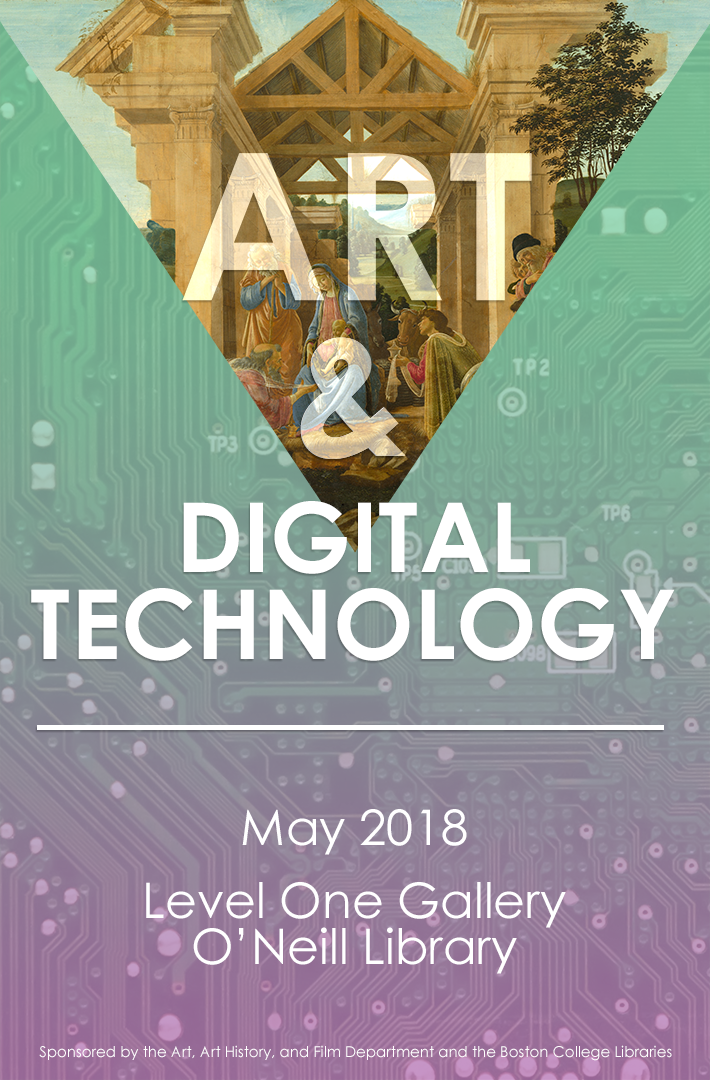 ART
&
TP2
TP3
DIGITAL
TP6
TP5
TECHNOLOGY
May 2018
Level One Gallery
O’Neill Library
Sponsored by the Art, Art History, and Film Department and the Boston College Libraries